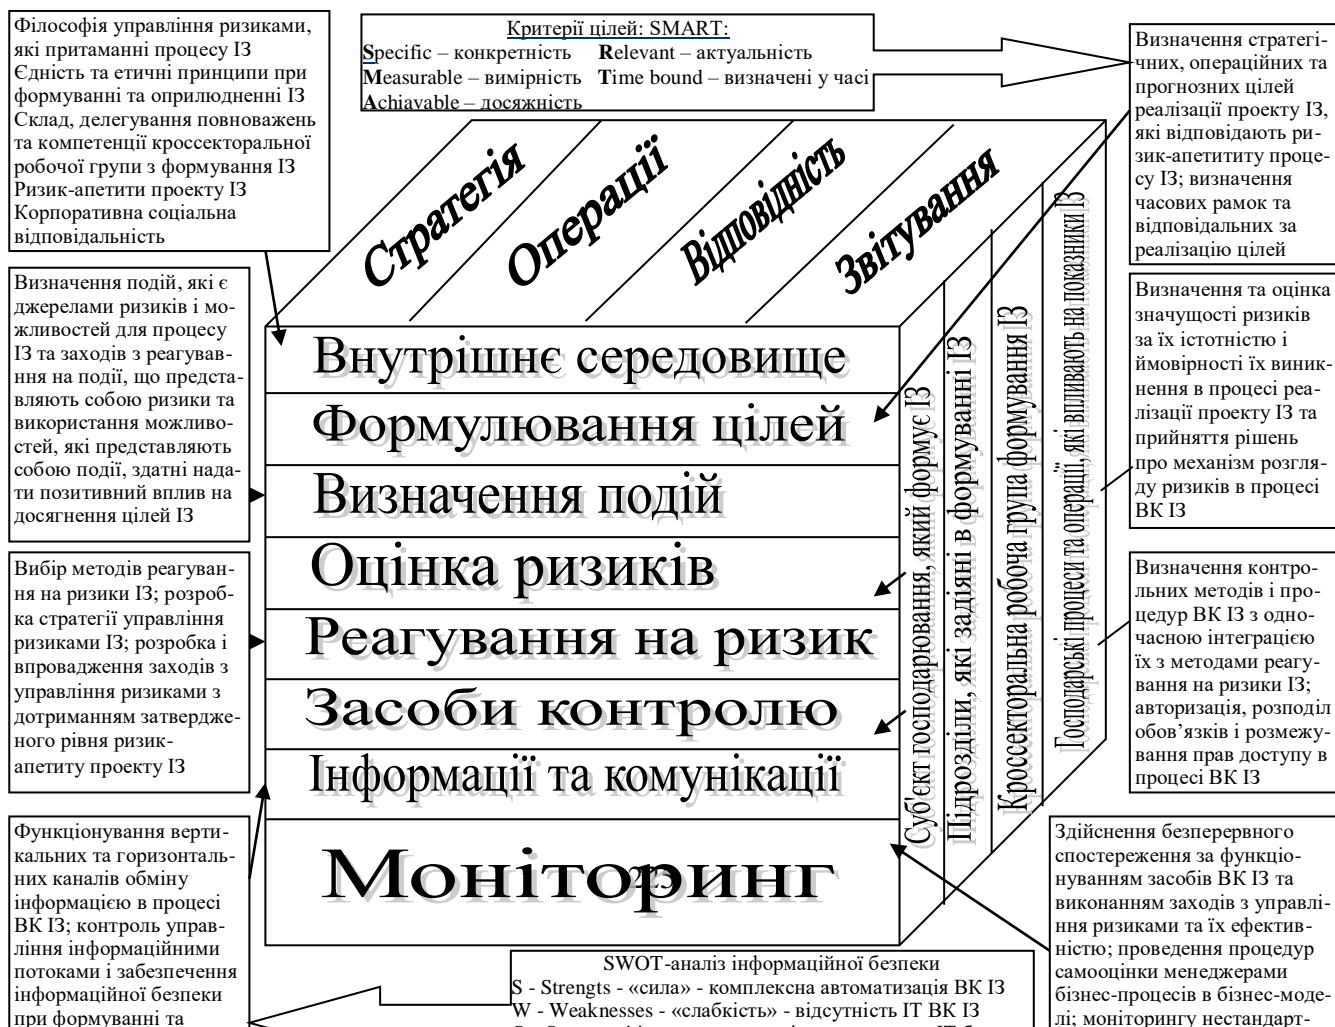 Філософія управління ризиками,
які притаманні процесу ІЗ
Єдність та етичні принципи при
формуванні та оприлюдненні ІЗ
Склад, делегування повноважень
та компетенції кроссекторальної
робочої групи з формування ІЗ
Ризик-апетити проекту ІЗ
Корпоративна соціальна
відповідальність
Критерії цілей: SMART:
Specific – конкретність Relevant – актуальність
Measurable – вимірність Time bound – визначені у часі
Achiavable – досяжність
Визначення стратегі-
чних, операційних та
прогнозних цілей
реалізації проекту ІЗ,
які відповідають ри-
зик-апетититу проце-
су ІЗ; визначення
часових рамок та
відповідальних за
реалізацію цілей
Стратегія
Операції
Відповідність
Звітування
Визначення подій, які є
джерелами ризиків і мо-
жливостей для процесу
ІЗ та заходів з реагував-
ння на події, що предста-
вляють собою ризики та
використання можливо-
стей, які представляють
собою події, здатні нада-
ти позитивний вплив на
досягнення цілей ІЗ
Вибір методів реагуван-
ня на ризики ІЗ; розроб-
ка стратегії управління
ризиками ІЗ; розробка і
впровадження заходів з
управління ризиками з
дотриманням затвердже-
ного рівня ризик-
апетиту проекту ІЗ
Функціонування верти-
кальних та горизонталь-
них каналів обміну
інформацією в процесі
ВК ІЗ; контроль управ-
ління інформаційними
потоками і забезпечення
інформаційної безпеки
при формуванні та
Внутрішнє середовище
Формулювання цілей
Визначення подій
Оцінка ризиків
Реагування на ризик
Засоби контролю
Інформації та комунікації
Моніторинг
Суб'єкт господарювання, який формує ІЗ
Підрозділи, які задіяні в формуванні ІЗ
Кроссекторальна робоча група формування ІЗ
Господарські процеси та операції, які впливають на показники ІЗ
Визначення та оцінка
значущості ризиків
за їх істотністю і
ймовірності їх виник-
нення в процесі реа-
лізації проекту ІЗ та
прийняття рішень
про механізм розгля-
ду ризиків в процесі
ВК ІЗ
Визначення контро-
льних методів і про-
цедур ВК ІЗ з одно-
часною інтеграцією
їх з методами реагу-
вання на ризики ІЗ;
авторизація, розподіл
обов’язків і розмежу-
вання прав доступу в
процесі ВК ІЗ
Здійснення безперервного
спостереження за функціо-
нуванням засобів ВК ІЗ та
виконанням заходів з управлі-
ння ризиками та їх ефектив-
ністю; проведення процедур
самооцінки менеджерами
бізнес-процесів в бізнес-моде-
лі; моніторингу нестандарт-
SWOT-аналіз інформаційної безпеки
S - Strengts - «сила» - комплексна автоматизація ВК ІЗ
W - Weaknesses - «слабкість» - відсутність ІТ ВК ІЗ